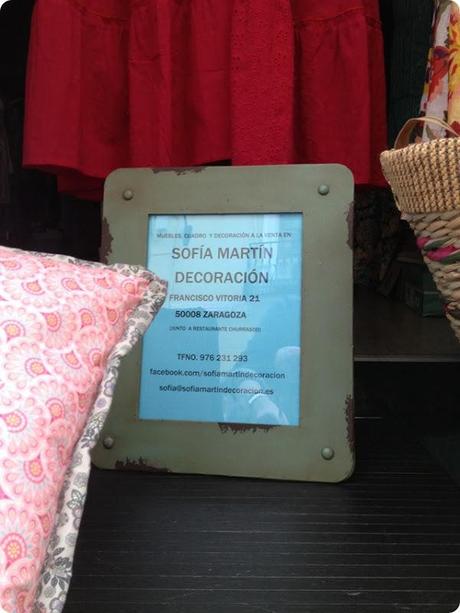 MUEBLES, CUADRO Y DECORACIÓN A LA VENTA EN:
SOFÍA MARTÍN
DECORACIÓN
FRANCISCO VITORIA 21
50008 ZARAGOZA
(JUNTO A RESTAURANTE CHURRASCO)
TFNO. 976 231 293
facebook.com/sofiamartindecoracion
sofia@sofiamartindecoracion.es